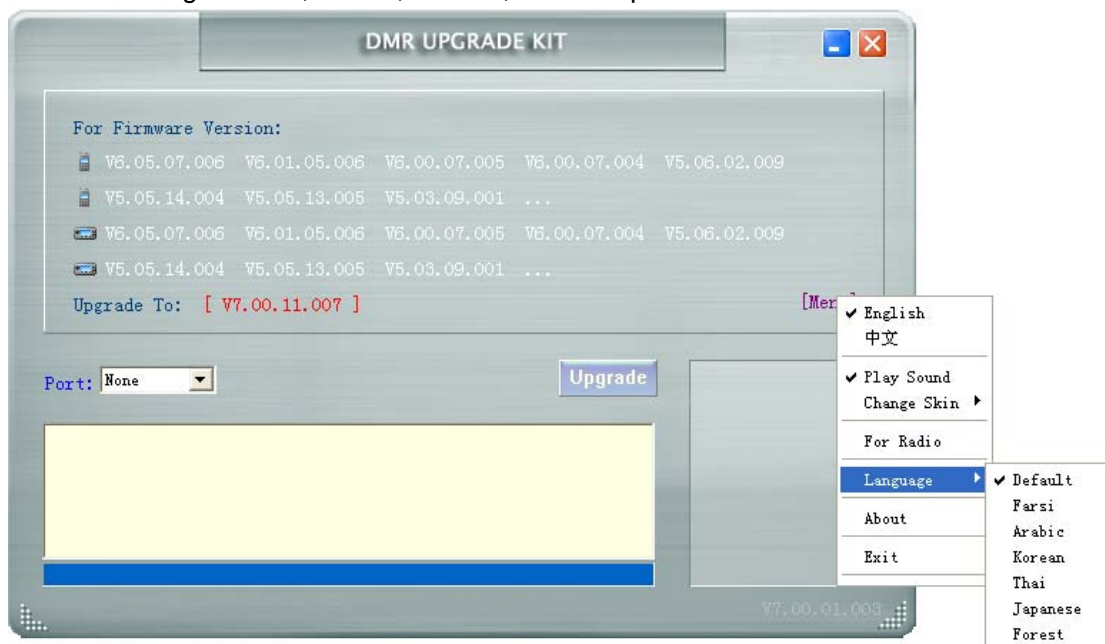 DMR UPGRADE KIT
For Firmware Version:
V6.05.07.006 V6.01.05.006 V6.00.07.005 V6.00.07.004 V5.06.02.009
V5.05.14.004 V5.05.13.005 V5.03.09.001 ...
V6.05.07.006 V6.01.05.006 V6.00.07.005 V6.00.07.004 V5.06.02.009
V5.05.14.004 V5.05.13.005 V5.03.09.001 ...
Upgrade To: [ V7.00.11.007 ]
Port: None
Upgrade
English
中文
Play Sound
Change Skin
For Radio
Language
About
Exit
Default
Farsi
Arabic
Korean
Thai
Japanese
Forest
V7.00.01.003